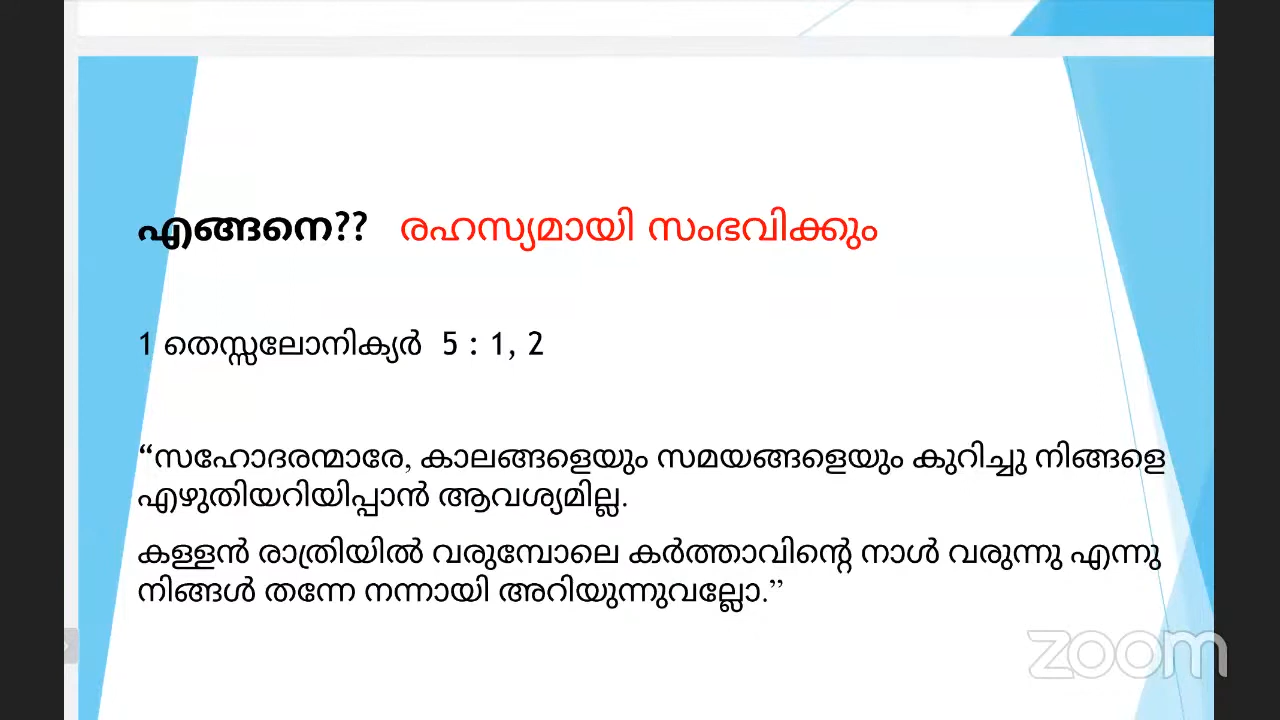 എങ്ങനെ?? രഹസ്യമായി സംഭവിക്കും
1 തെസ്സലോനിക്യർ 5 : 1, 2
“സഹോദരന്മാരേ, കാലങ്ങളെയും സമയങ്ങളെയും കുറിച്ചു നിങ്ങളെ
എഴുതിയറിയിപ്പാൻ ആവശ്യമില്ല.
കള്ളൻ രാത്രിയിൽ വരുമ്പോലെ കർത്താവിന്റെ നാൾ വരുന്നു എന്നു
നിങ്ങൾ തന്നേ നന്നായി അറിയുന്നുവല്ലോ.”
zoom